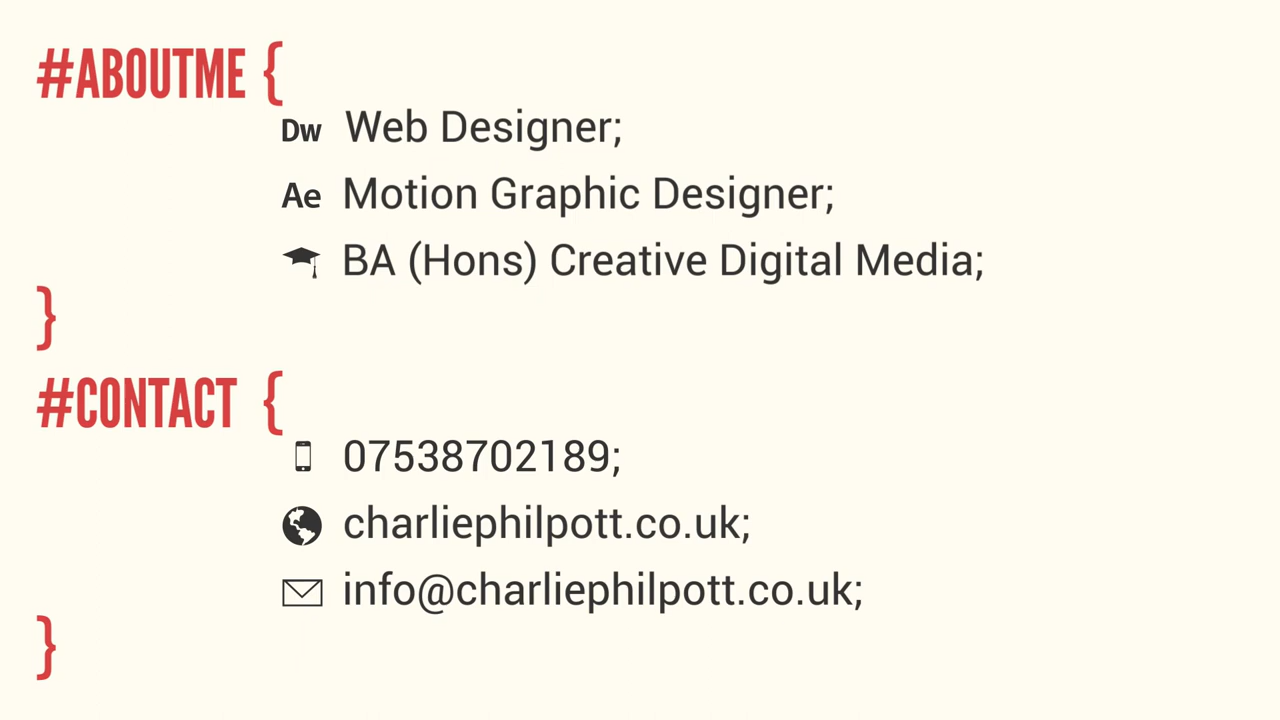 #ABOUTME {
Dw Web Designer;
Ae Motion Graphic Designer;
BA (Hons) Creative Digital Media;
}
#CONTACT {
07538702189;
charliephilpott.co.uk;
info@charliephilpott.co.uk;
}